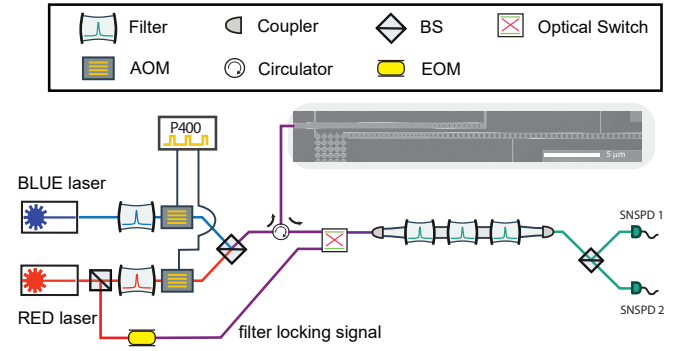 Filter
Coupler
BS
Optical Switch
AOM
Circulator
EOM
P400
5 μm
BLUE laser
SNSPD 1
RED laser
filter locking signal
SNSPD 2